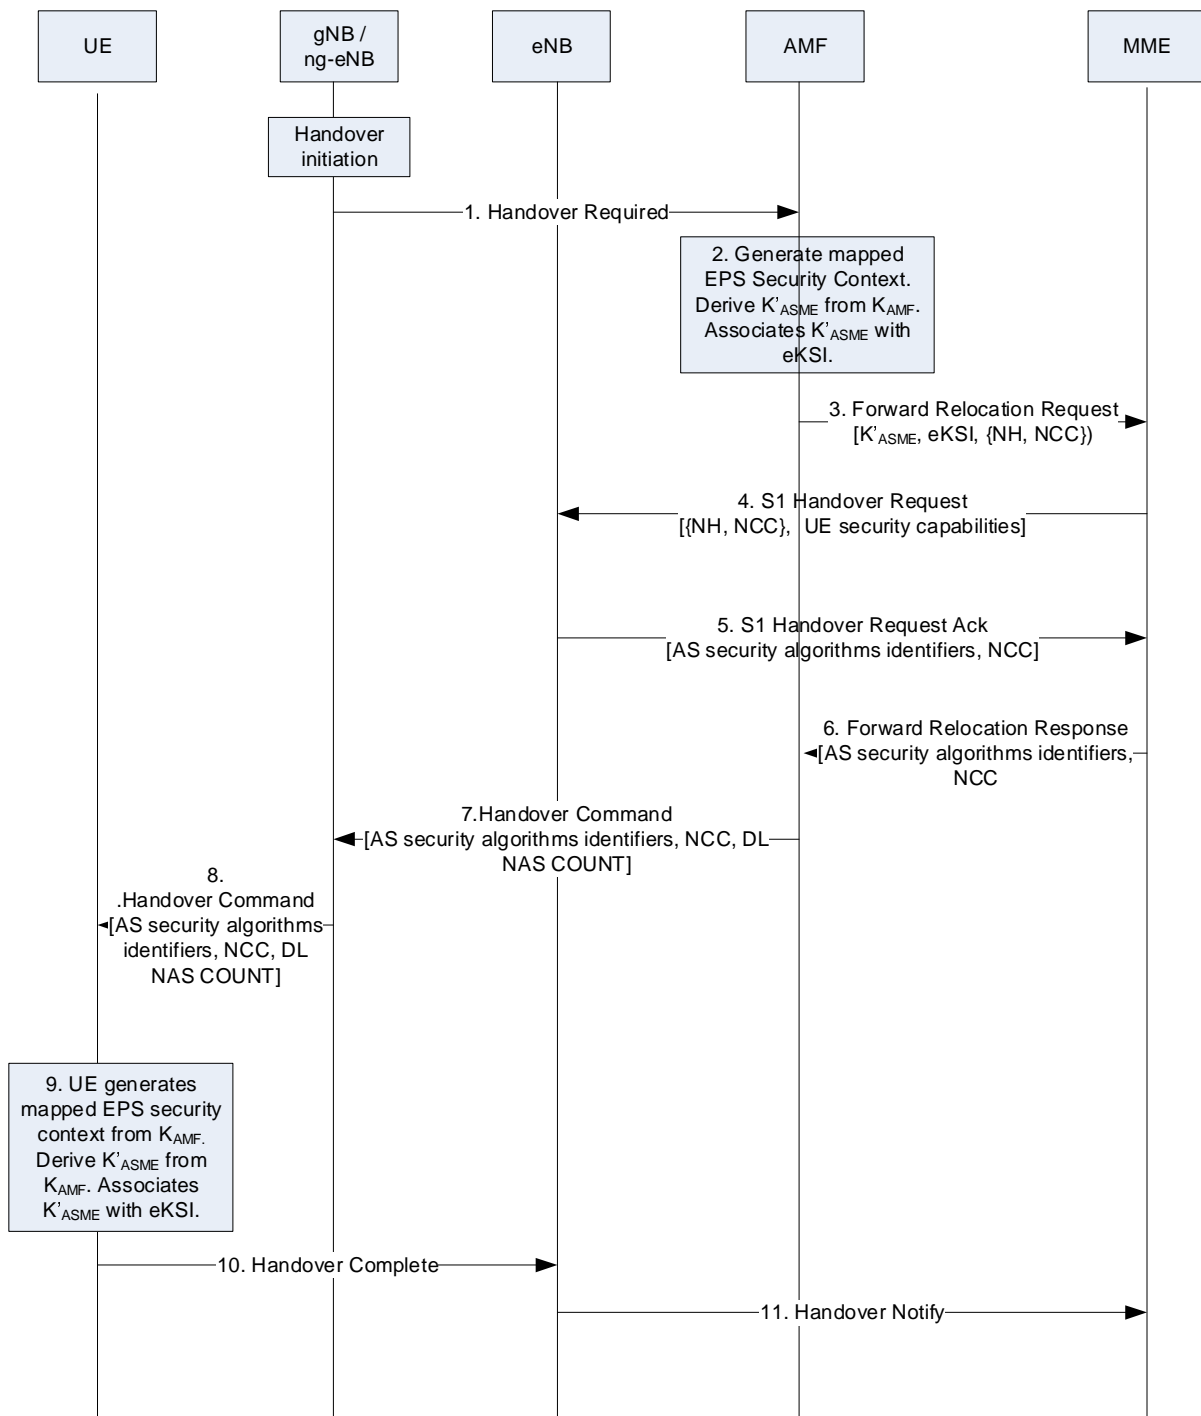 UE
gNB /
ng-eNB
eNB
AMF
MME
Handover
initiation
1. Handover Required
2. Generate mapped
EPS Security Context.
Derive K’ASME from KAMF.
Associates K’ASME with
eKSI.
3. Forward Relocation Request
[K’ASME, eKSI, {NH, NCC})
4. S1 Handover Request
[{NH, NCC}, UE security capabilities]
5. S1 Handover Request Ack
[AS security algorithms identifiers, NCC]
6. Forward Relocation Response
[AS security algorithms identifiers,
NCC
7.Handover Command
[AS security algorithms identifiers, NCC, DL
NAS COUNT]
8.
.Handover Command
[AS security algorithms
identifiers, NCC, DL
NAS COUNT]
9. UE generates
mapped EPS security
context from KAMF.
Derive K’ASME from
KAMF. Associates
K’ASME with eKSI.
10. Handover Complete
11. Handover Notify